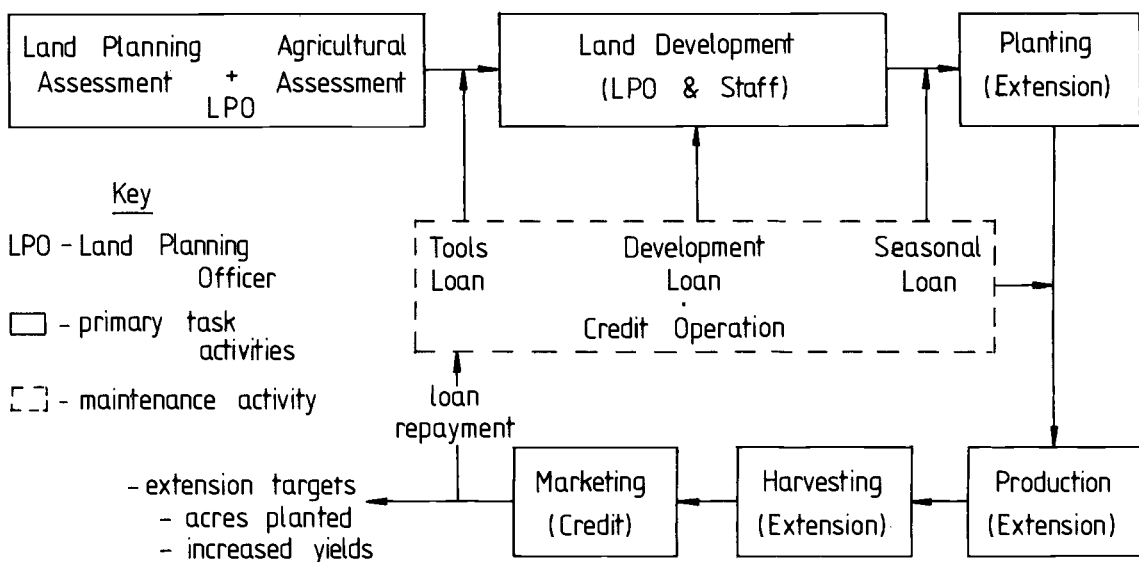 Land Planning Agricultural
Assessment + Assessment
LPO
Land Development
(LPO & Staff)
Planting
(Extension)
Key
LPO - Land Planning
Officer
- primary task
activities
- maintenance activity
Tools
Loan
Development
Loan
Seasonal
Loan
Credit Operation
loan
repayment
Marketing
(Credit)
Harvesting
(Extension)
Production
(Extension)
- extension targets
- acres planted
- increased yields